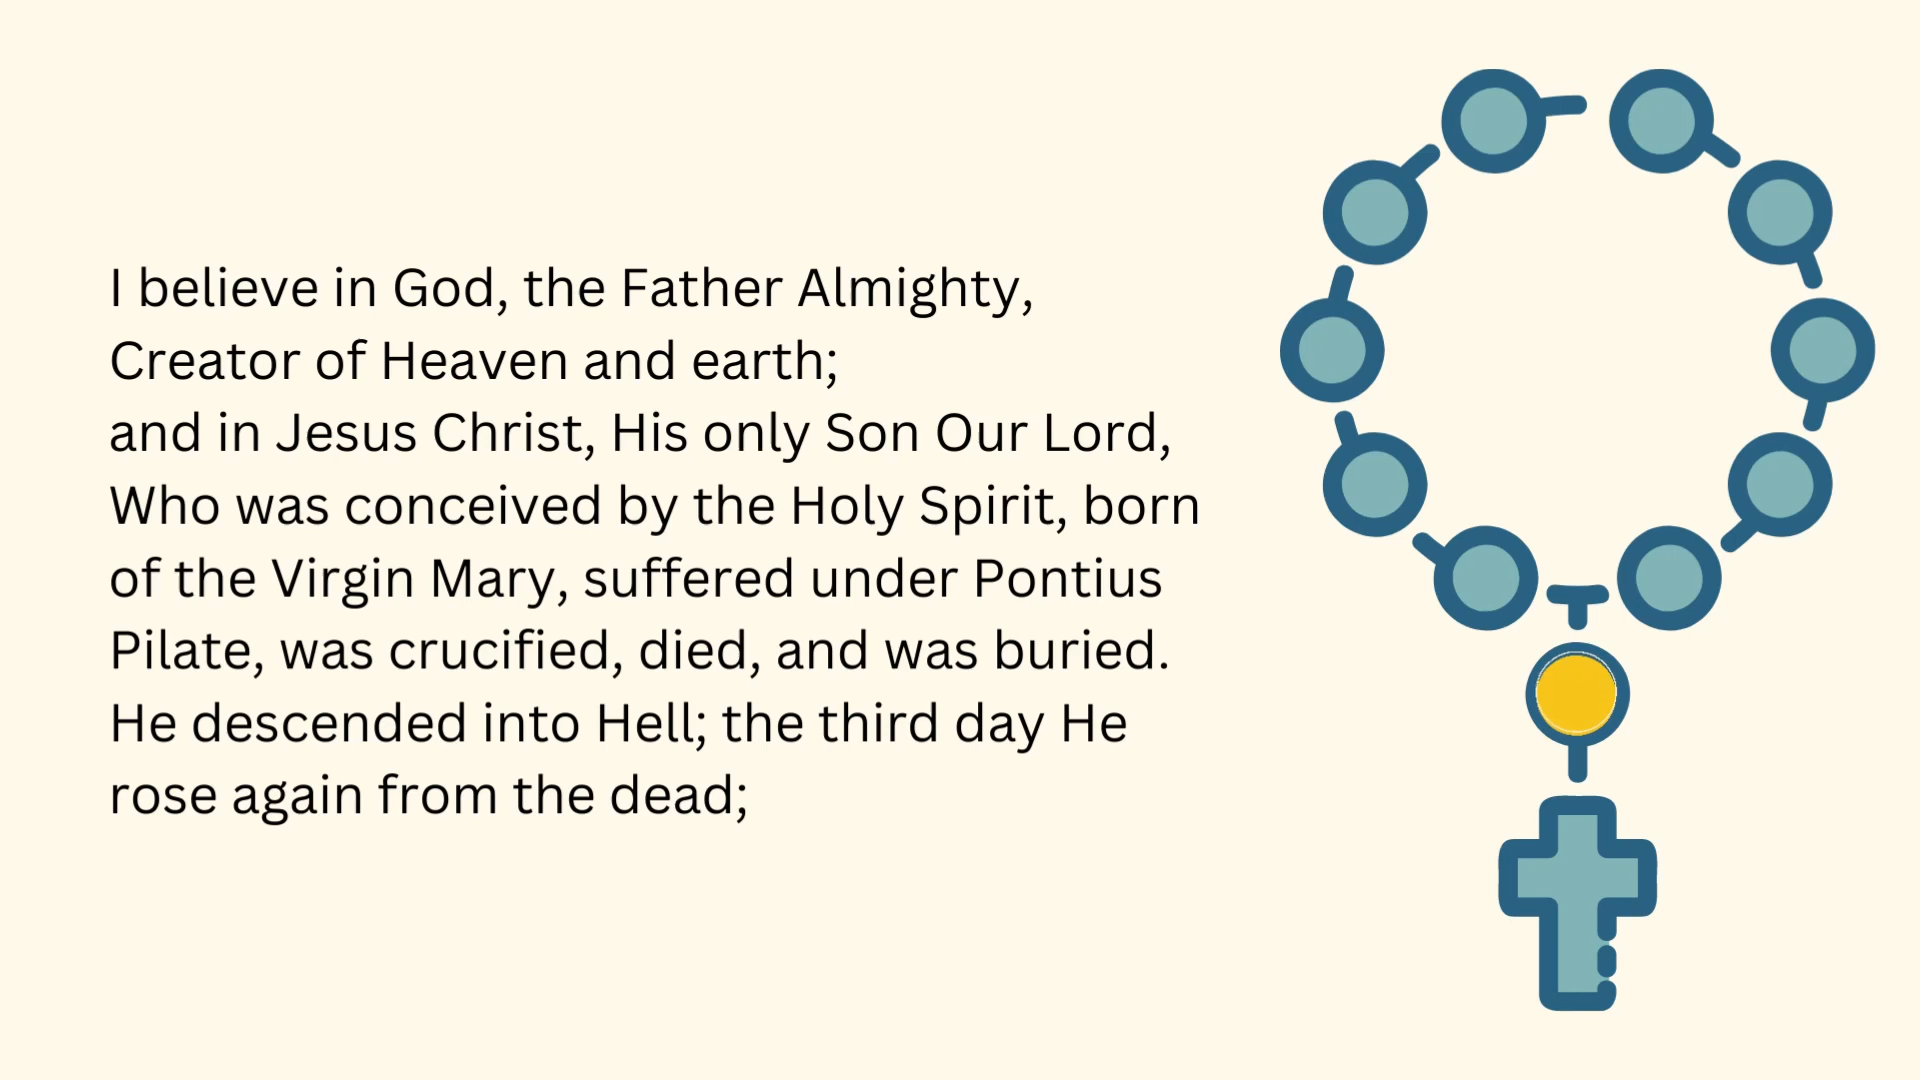 I believe in God, the Father Almighty,
Creator of Heaven and earth;
and in Jesus Christ, His only Son Our Lord,
Who was conceived by the Holy Spirit, born
of the Virgin Mary, suffered under Pontius
Pilate, was crucified, died, and was buried.
He descended into Hell; the third day He
rose again from the dead;